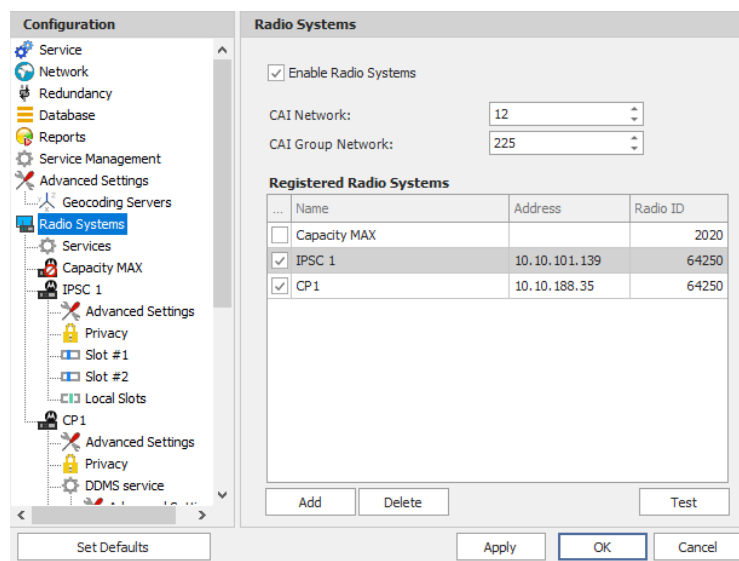 Configuration
Service
Network
Redundancy
Database
Reports
Service Management
Advanced Settings
Geocoding Servers
Radio Systems
Services
Capacity MAX
IPSC 1
Advanced Settings
Privacy
Slot #1
Slot #2
Local Slots
CP1
Advanced Settings
Privacy
DDMS service
Set Defaults
Radio Systems
Enable Radio Systems
CAI Network: 12
CAI Group Network: 225
Registered Radio Systems
... Name Address Radio ID
Capacity MAX 2020
IPSC 1 10.10.101.139 64250
CP1 10.10.188.35 64250
Add Delete Test
Apply OK Cancel